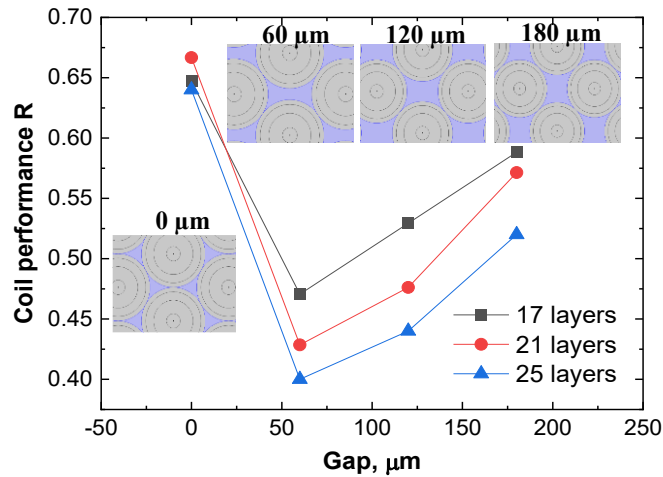 0.70
0.65
0.60
0.55
0.50
0.45
0.40
Coil performance R
60 µm
120 µm
180 µm
0 µm
17 layers
21 layers
25 layers
-50
0
50
100
150
200
250
Gap, µm